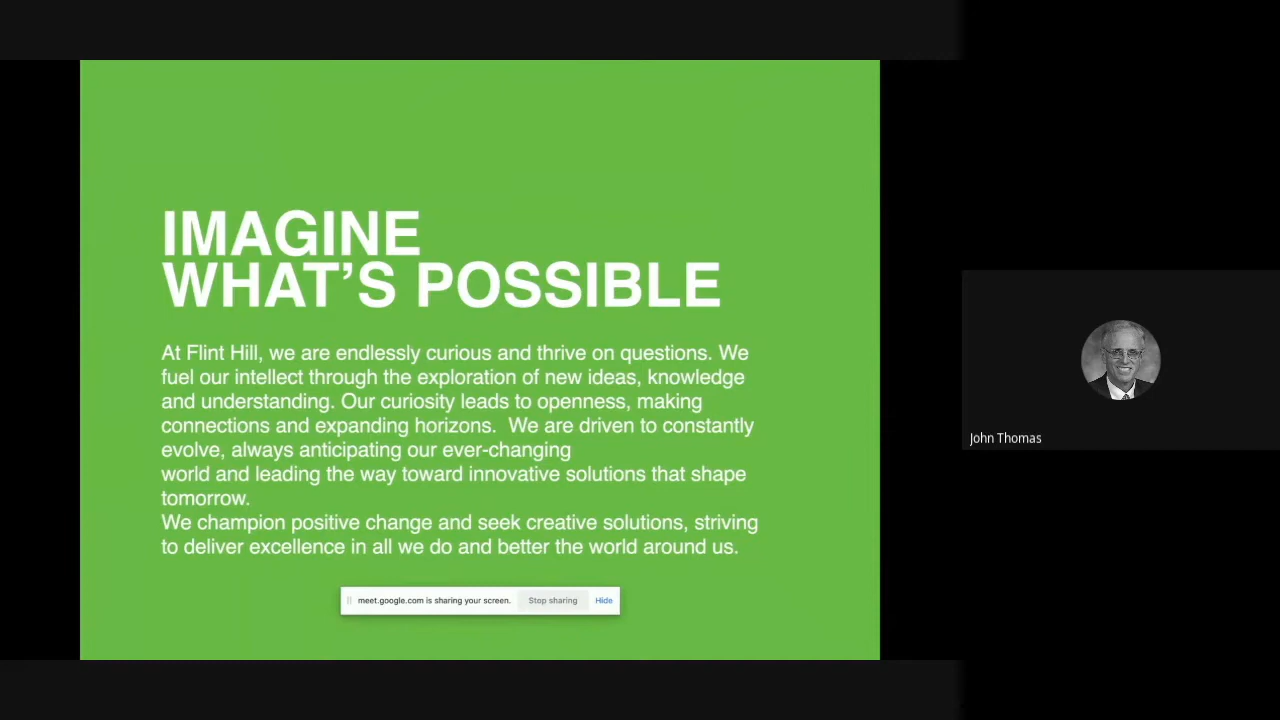 IMAGINE
WHAT’S POSSIBLE
At Flint Hill, we are endlessly curious and thrive on questions. We
fuel our intellect through the exploration of new ideas, knowledge
and understanding. Our curiosity leads to openness, making
connections and expanding horizons.  We are driven to constantly
evolve, always anticipating our ever-changing
world and leading the way toward innovative solutions that shape
tomorrow.
We champion positive change and seek creative solutions, striving
to deliver excellence in all we do and better the world around us.
meet.google.com is sharing your screen. Stop sharing Hide
John Thomas